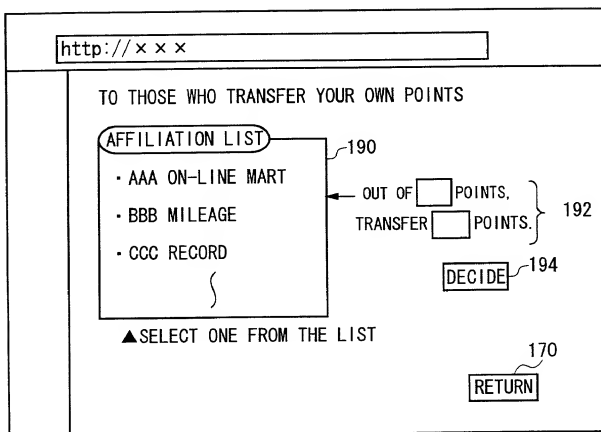 http://×××
TO THOSE WHO TRANSFER YOUR OWN POINTS
AFFILIATION LIST
190
・AAA ON-LINE MART
・BBB MILEAGE
・CCC RECORD
OUT OF POINTS,
TRANSFER POINTS.
192
DECIDE
194
▲SELECT ONE FROM THE LIST
170
RETURN